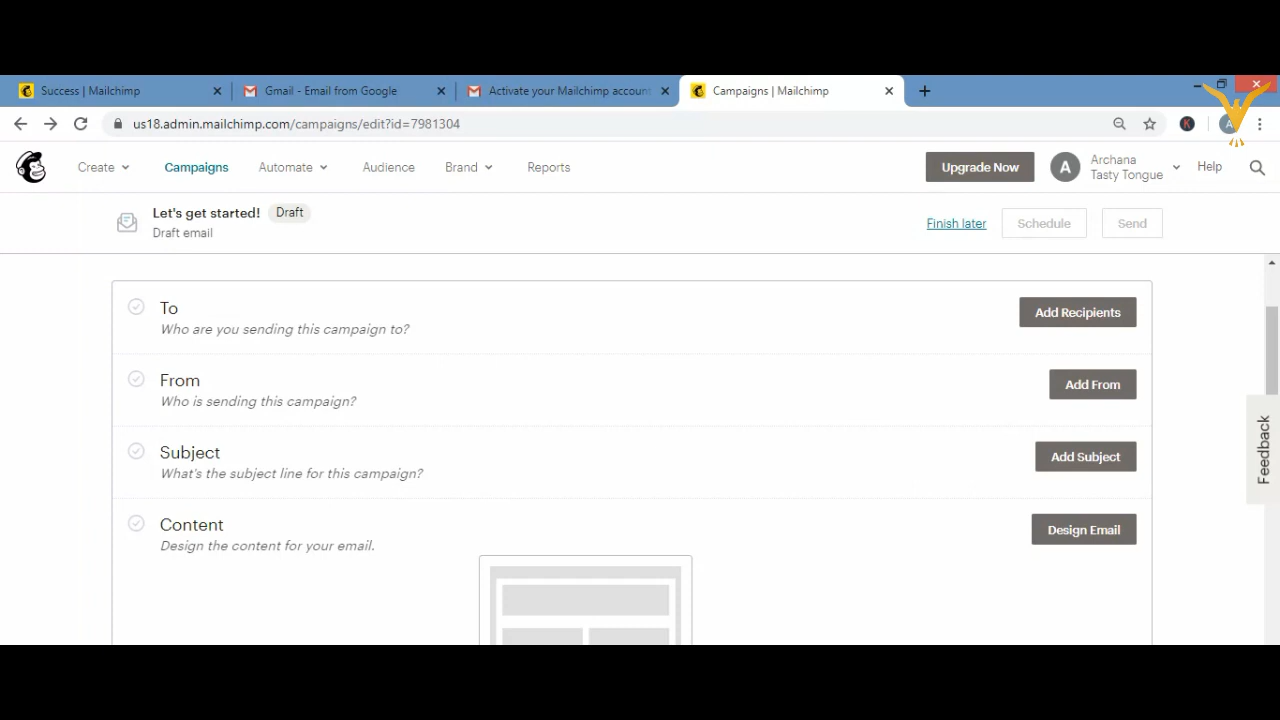 Success | Mailchimp
Gmail - Email from Google
Activate your Mailchimp accoun
Campaigns | Mailchimp
us18.admin.mailchimp.com/campaigns/edit?id=7981304
K
A
Create
Campaigns
Automate
Audience
Brand
Reports
Upgrade Now
A
Archana
Tasty Tongue
Help
Let's get started!
Draft
Draft email
Finish later
Schedule
Send
To
Who are you sending this campaign to?
Add Recipients
From
Who is sending this campaign?
Add From
Subject
What's the subject line for this campaign?
Add Subject
Content
Design the content for your email.
Design Email
Feedback